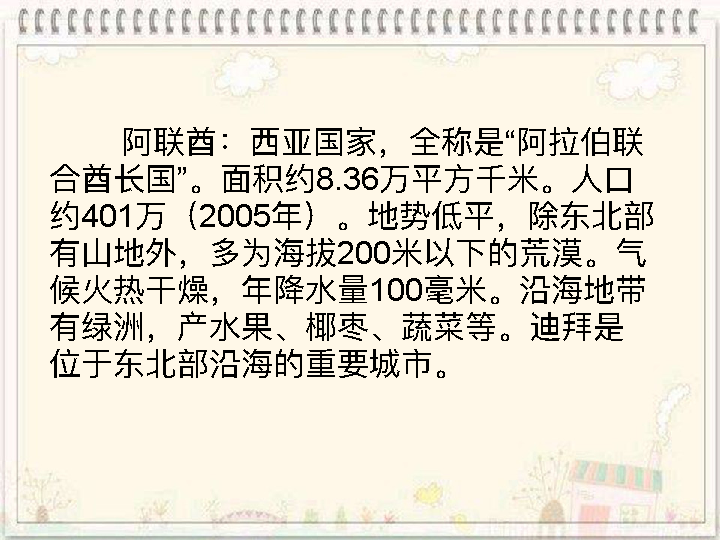 阿联酋：西亚国家，全称是“阿拉伯联
合酋长国”。面积约8.36万平方千米。人口
约401万（2005年）。地势低平，除东北部
有山地外，多为海拔200米以下的荒漠。气
候火热干燥，年降水量100毫米。沿海地带
有绿洲，产水果、椰枣、蔬菜等。迪拜是
位于东北部沿海的重要城市。